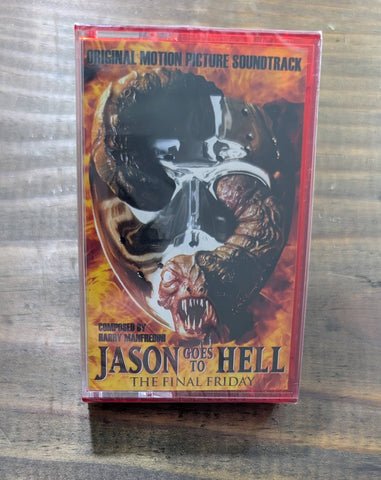 ORIGINAL MOTION PICTURE SOUNDTRACK
COMPOSED BY
HARRY MANFREDINI
JASON GOES TO HELL
THE FINAL FRIDAY